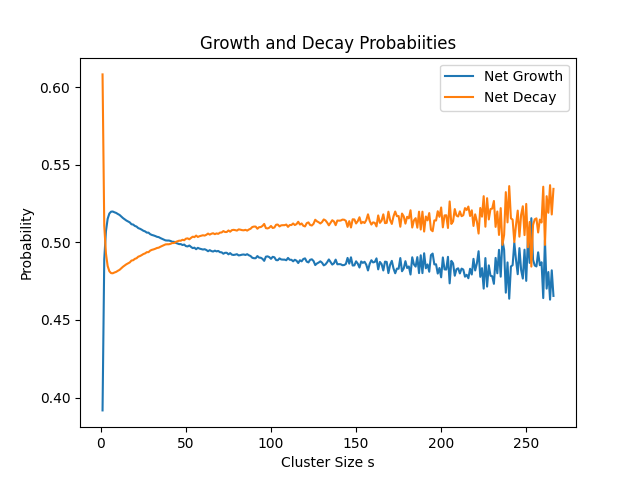 Growth and Decay Probabiities
Net Growth
Net Decay
0.60
0.55
0.50
0.45
0.40
Probability
0 50 100 150 200 250
Cluster Size s